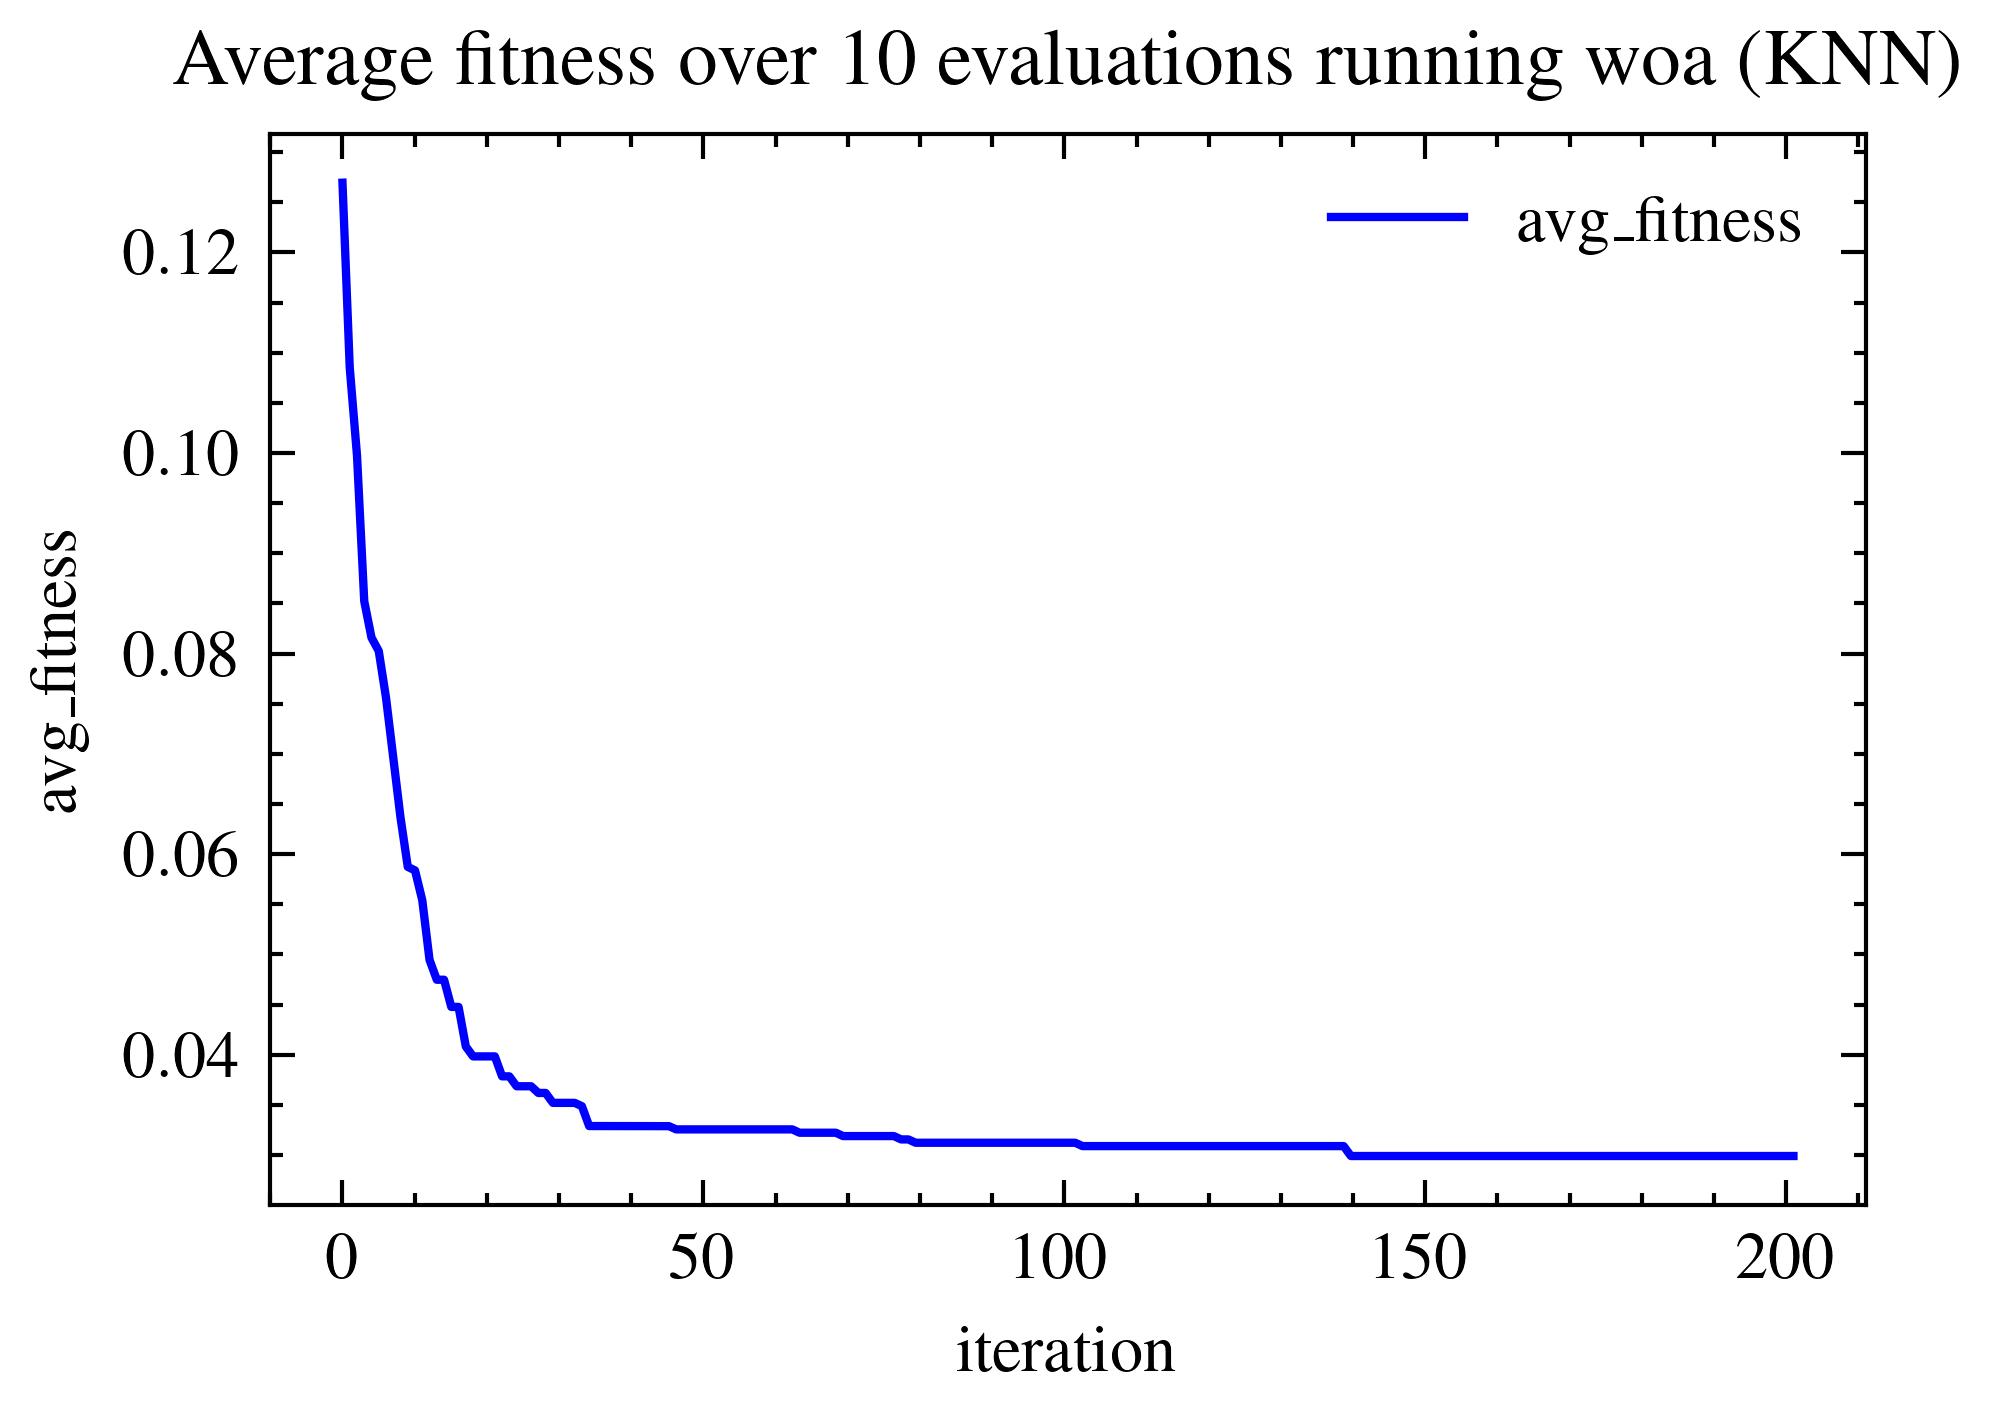 Average fitness over 10 evaluations running woa (KNN)
avg_fitness
0.12
0.10
0.08
0.06
0.04
avg_fitness
0 50 100 150 200
iteration